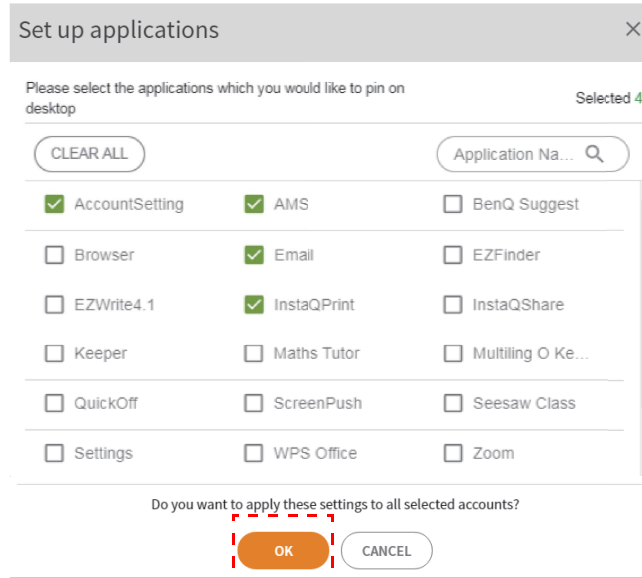 Set up applications
Please select the applications which you would like to pin on
desktop
Selected 4
CLEAR ALL
Application Na...
AccountSetting AMS BenQ Suggest
Browser Email EZFinder
EZWrite4.1 InstaQPrint InstaQShare
Keeper Maths Tutor Multiling O Ke...
QuickOff ScreenPush Seesaw Class
Settings WPS Office Zoom
Do you want to apply these settings to all selected accounts?
OK CANCEL